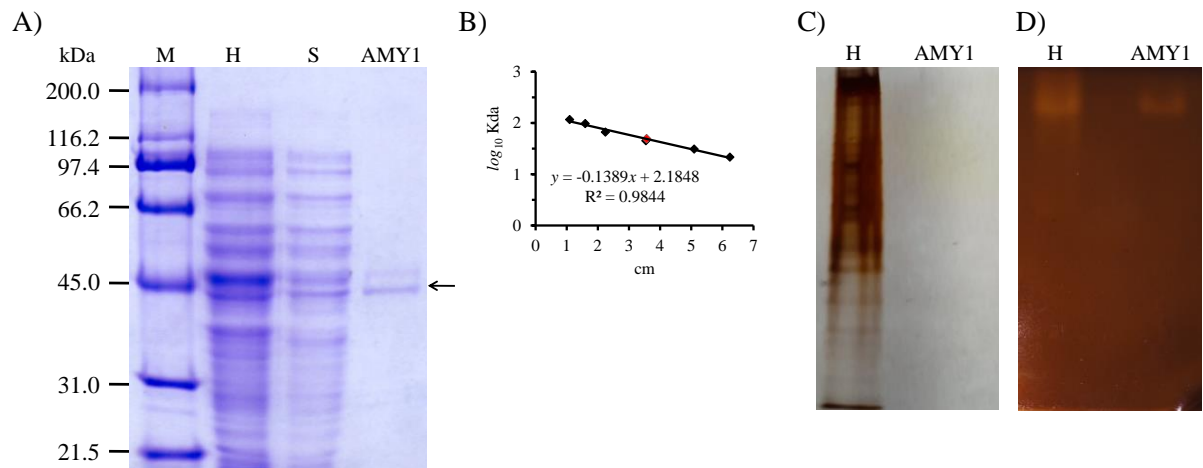 A)
kDa M H S AMY1
200.0
116.2
97.4
66.2
45.0
31.0
21.5
B)
3
2
1
0
log10 Kda
y = -0.1389x + 2.1848
R² = 0.9844
0 1 2 3 4 5 6 7
cm
C)
H AMY1
D)
H AMY1